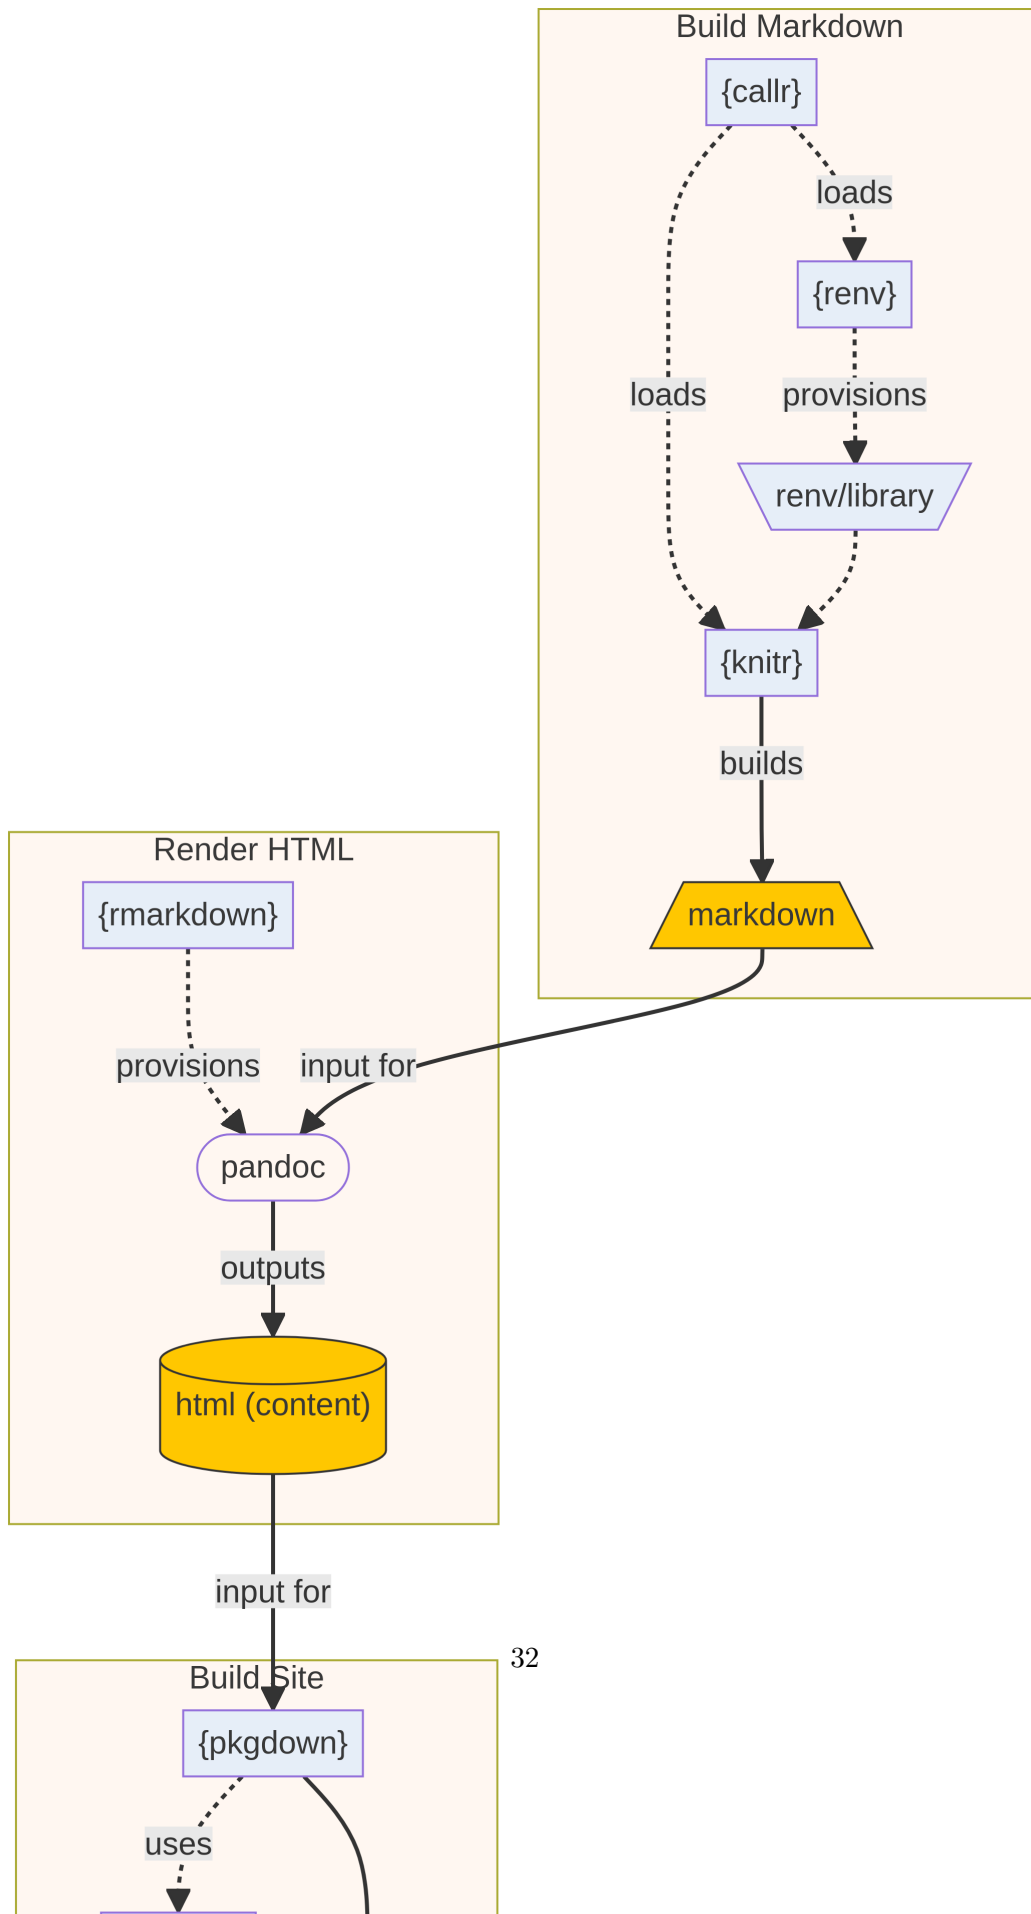 Build Markdown
{callr}
loads
{renv}
loads
provisions
renv/library
{knitr}
builds
markdown
Render HTML
{rmarkdown}
provisions
input for
pandoc
outputs
html (content)
input for
32
Build Site
{pkgdown}
uses